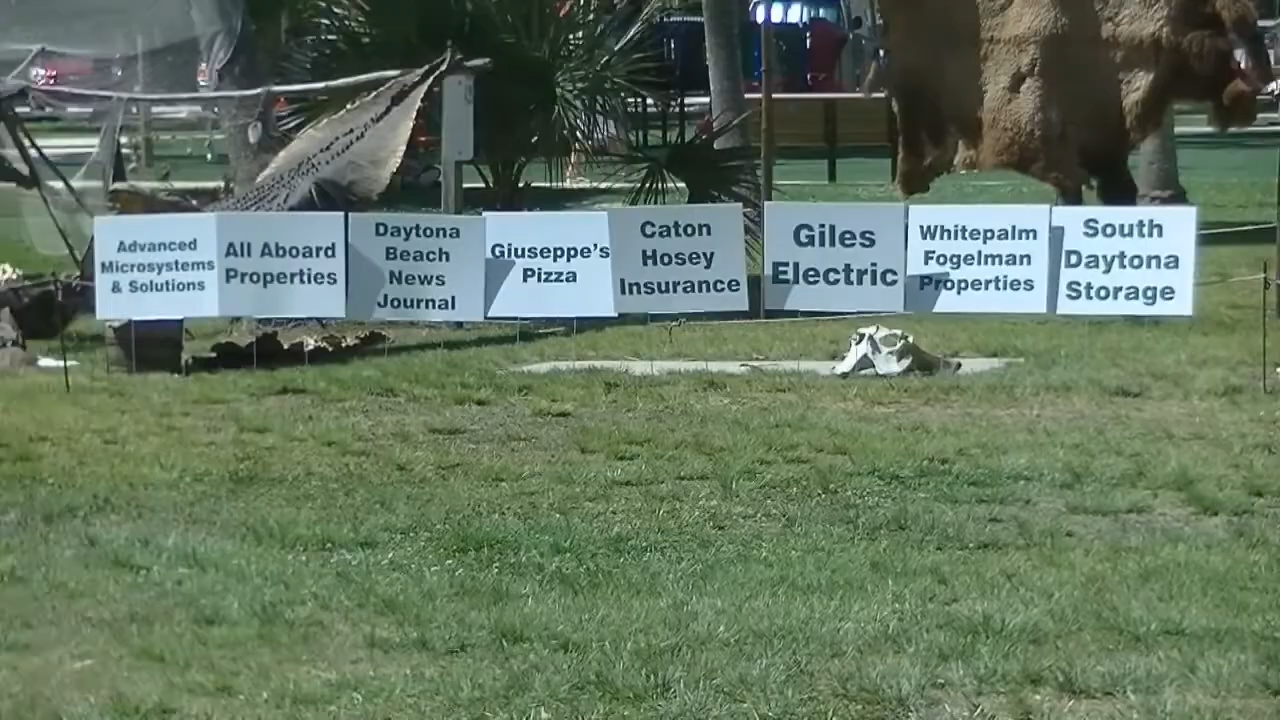 Advanced
Microsystems
& Solutions
All Aboard
Properties
Daytona
Beach
News
Journal
Giuseppe's
Pizza
Caton
Hosey
Insurance
Giles
Electric
Whitepalm
Fogelman
Properties
South
Daytona
Storage